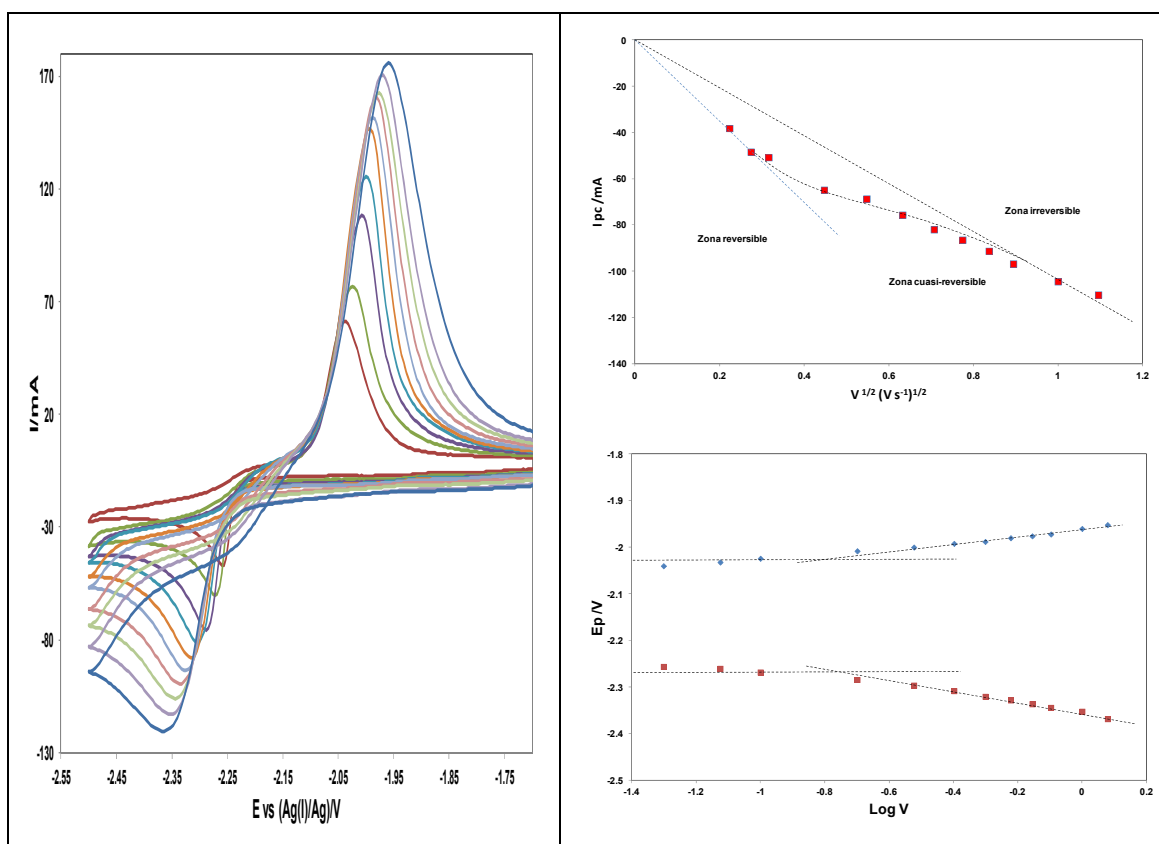 170
120
70
20
-30
-80
-130
I/mA
-2.55 -2.45 -2.35 -2.25 -2.15 -2.05 -1.95 -1.85 -1.75
E vs (Ag(I)/Ag)/V
0
-20
-40
-60
-80
-100
-120
-140
I pc /mA
Zona reversible
Zona irreversible
Zona cuasi-reversible
0 0.2 0.4 0.6 0.8 1 1.2
V 1/2 (V s-1)1/2
-1.8
-1.9
-2
-2.1
-2.2
-2.3
-2.4
-2.5
Ep /V
-1.4 -1.2 -1 -0.8 -0.6 -0.4 -0.2 0 0.2
Log V